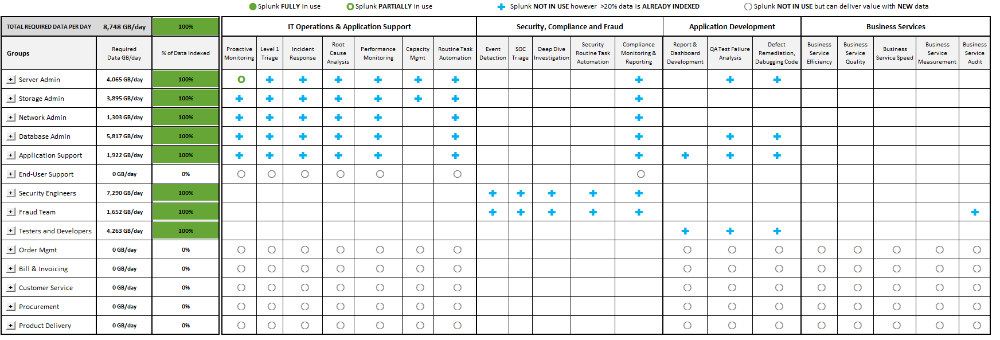 Splunk FULLY in use
Splunk PARTIALLY in use
Splunk NOT IN USE however >20% data is ALREADY INDEXED
Splunk NOT IN USE but can deliver value with NEW data
TOTAL REQUIRED DATA PER DAY 8,748 GB/day 100%
IT Operations & Application Support
Security, Compliance and Fraud
Application Development
Business Services
Groups
Required
Data GB/day
% of Data Indexed
Proactive
Monitoring
Level 1
Triage
Incident
Response
Root
Cause
Analysis
Performance
Monitoring
Capacity
Mgmt
Routine Task
Automation
Event
Detection
SOC
Triage
Deep Dive
Investigation
Security
Routine Task
Automation
Compliance
Monitoring &
Reporting
Report &
Dashboard
Development
QA Test Failure
Analysis
Defect
Remediation,
Debugging Code
Business
Service
Efficiency
Business
Service
Quality
Business
Service Speed
Business
Service
Measurement
Business
Service
Audit
Server Admin 4,065 GB/day 100%
Storage Admin 3,895 GB/day 100%
Network Admin 1,303 GB/day 100%
Database Admin 5,817 GB/day 100%
Application Support 1,922 GB/day 100%
End-User Support 0 GB/day 0%
Security Engineers 7,290 GB/day 100%
Fraud Team 1,652 GB/day 100%
Testers and Developers 4,263 GB/day 100%
Order Mgmt 0 GB/day 0%
Bill & Invoicing 0 GB/day 0%
Customer Service 0 GB/day 0%
Procurement 0 GB/day 0%
Product Delivery 0 GB/day 0%